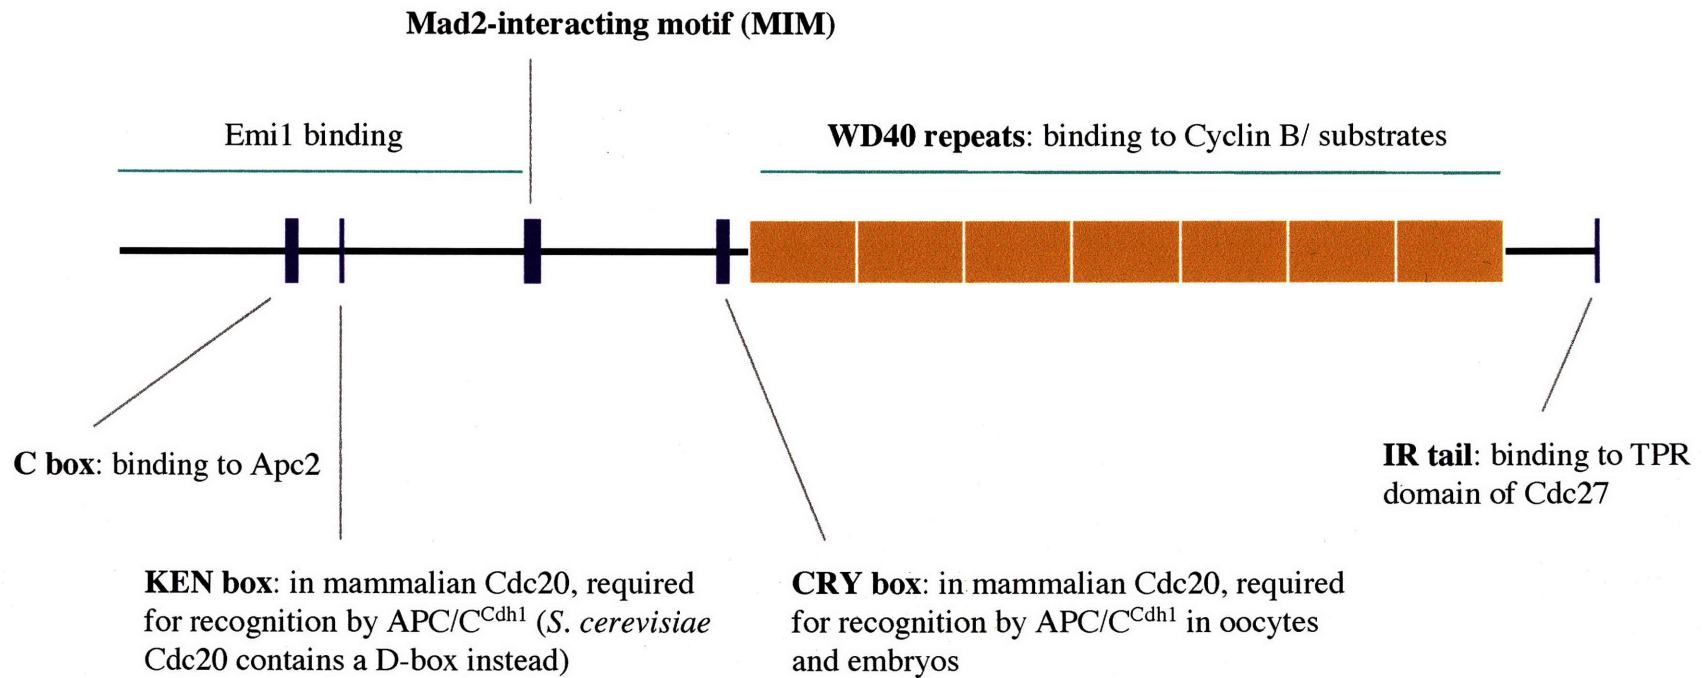 Mad2-interacting motif (MIM)
Emi1 binding
WD40 repeats: binding to Cyclin B/ substrates
C box: binding to Apc2
IR tail: binding to TPR
domain of Cdc27
KEN box: in mammalian Cdc20, required
for recognition by APC/C^Cdh1 (S. cerevisiae
Cdc20 contains a D-box instead)
CRY box: in mammalian Cdc20, required
for recognition by APC/C^Cdh1 in oocytes
and embryos